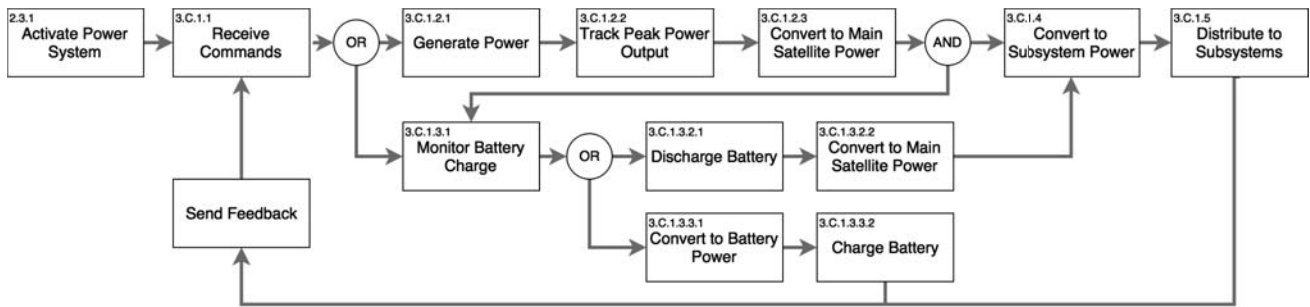 2.3.1
Activate Power
System
3.C.1.1
Receive
Commands
OR
3.C.1.2.1
Generate Power
3.C.1.2.2
Track Peak Power
Output
3.C.1.2.3
Convert to Main
Satellite Power
AND
3.C.I.4
Convert to
Subsystem Power
3.C.1.5
Distribute to
Subsystems
3.C.1.3.1
Monitor Battery
Charge
OR
3.C.1.3.2.1
Discharge Battery
3.C.1.3.2.2
Convert to Main
Satellite Power
Send Feedback
3.C.1.3.3.1
Convert to Battery
Power
3.C.1.3.3.2
Charge Battery